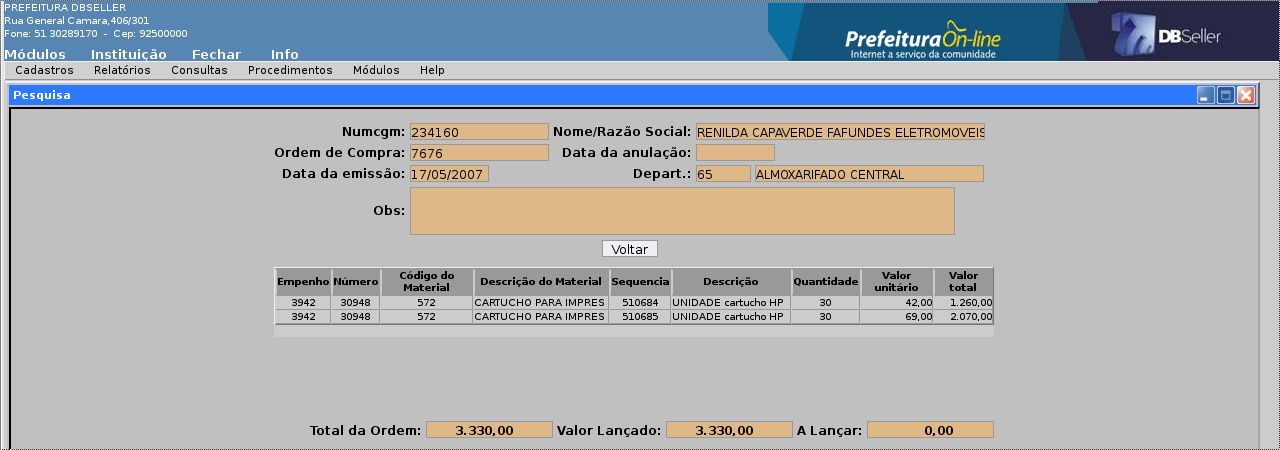 PREFEITURA DBSELLER
Rua General Camara,406/301
Fone: 51 30289170 - Cep: 92500000
Módulos Instituição Fechar Info
PrefeituraOn-line
Internet a serviço da comunidade
DBSeller
Cadastros Relatórios Consultas Procedimentos Módulos Help
Pesquisa
Numcgm: 234160 Nome/Razão Social: RENILDA CAPAVERDE FAFUNDES ELETROMOVEIS
Ordem de Compra: 7676 Data da anulação:
Data da emissão: 17/05/2007 Depart.: 65 ALMOXARIFADO CENTRAL
Obs:
Voltar
Empenho Número Código do Material Descrição do Material Sequencia Descrição Quantidade Valor unitário Valor total
3942 30948 572 CARTUCHO PARA IMPRES 510684 UNIDADE cartucho HP 30 42,00 1.260,00
3942 30948 572 CARTUCHO PARA IMPRES 510685 UNIDADE cartucho HP 30 69,00 2.070,00
Total da Ordem: 3.330,00 Valor Lançado: 3.330,00 A Lançar: 0,00